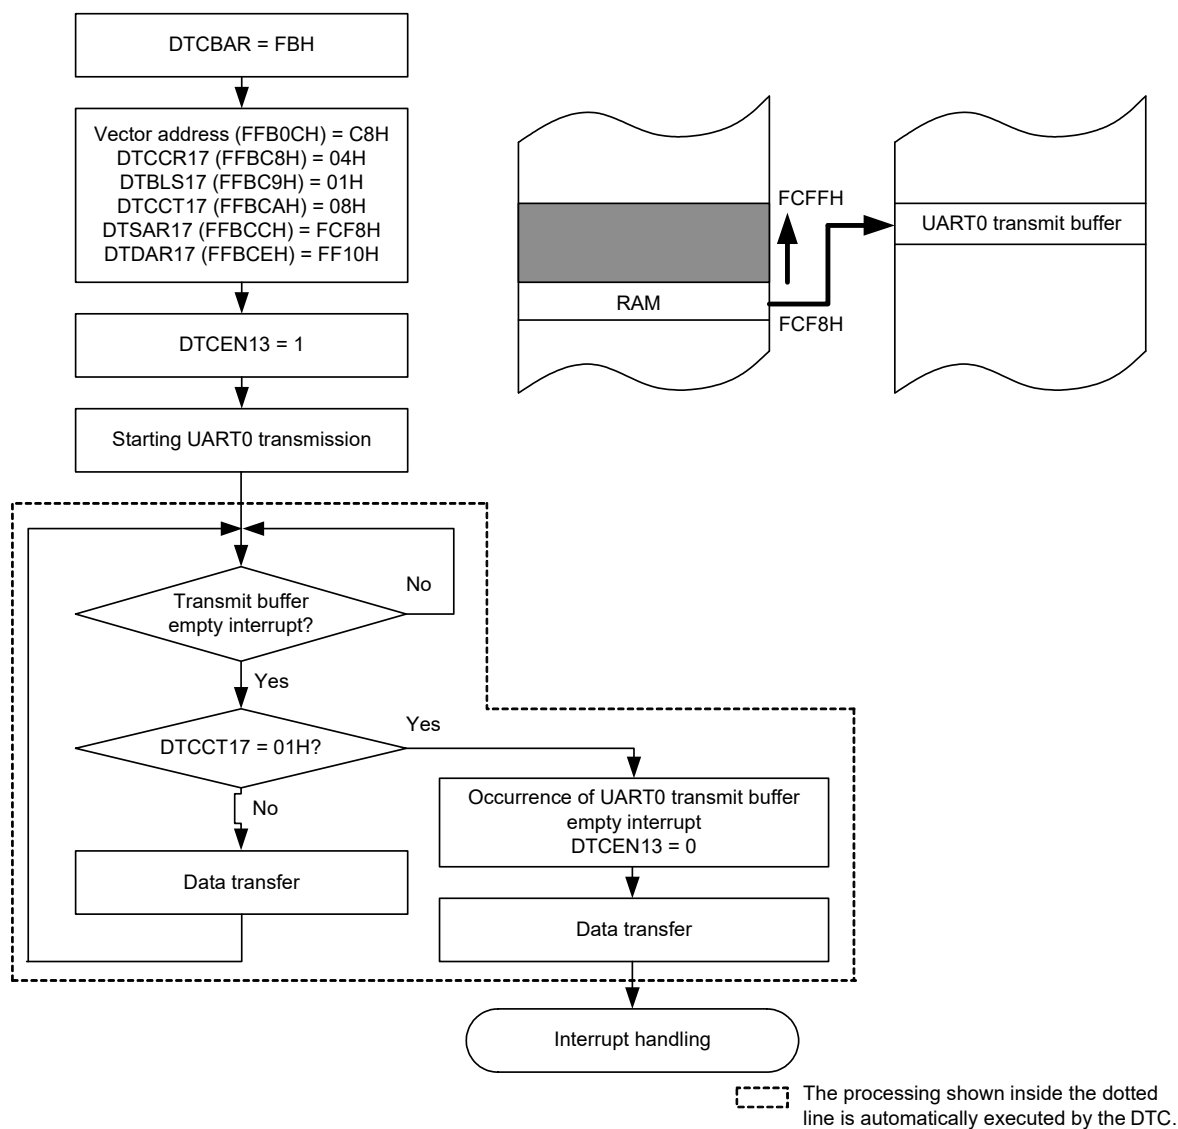 DTCBAR = FBH
Vector address (FFB0CH) = C8H
DTCCR17 (FFBC8H) = 04H
DTBLS17 (FFBC9H) = 01H
DTCCT17 (FFBCAH) = 08H
DTSAR17 (FFBCCH) = FCF8H
DTDAR17 (FFBCEH) = FF10H
DTCEN13 = 1
Starting UART0 transmission
FCFFH
UART0 transmit buffer
RAM
FCF8H
Transmit buffer
empty interrupt?
No
Yes
DTCCT17 = 01H?
Yes
No
Data transfer
Occurrence of UART0 transmit buffer
empty interrupt
DTCEN13 = 0
Data transfer
Interrupt handling
The processing shown inside the dotted
line is automatically executed by the DTC.